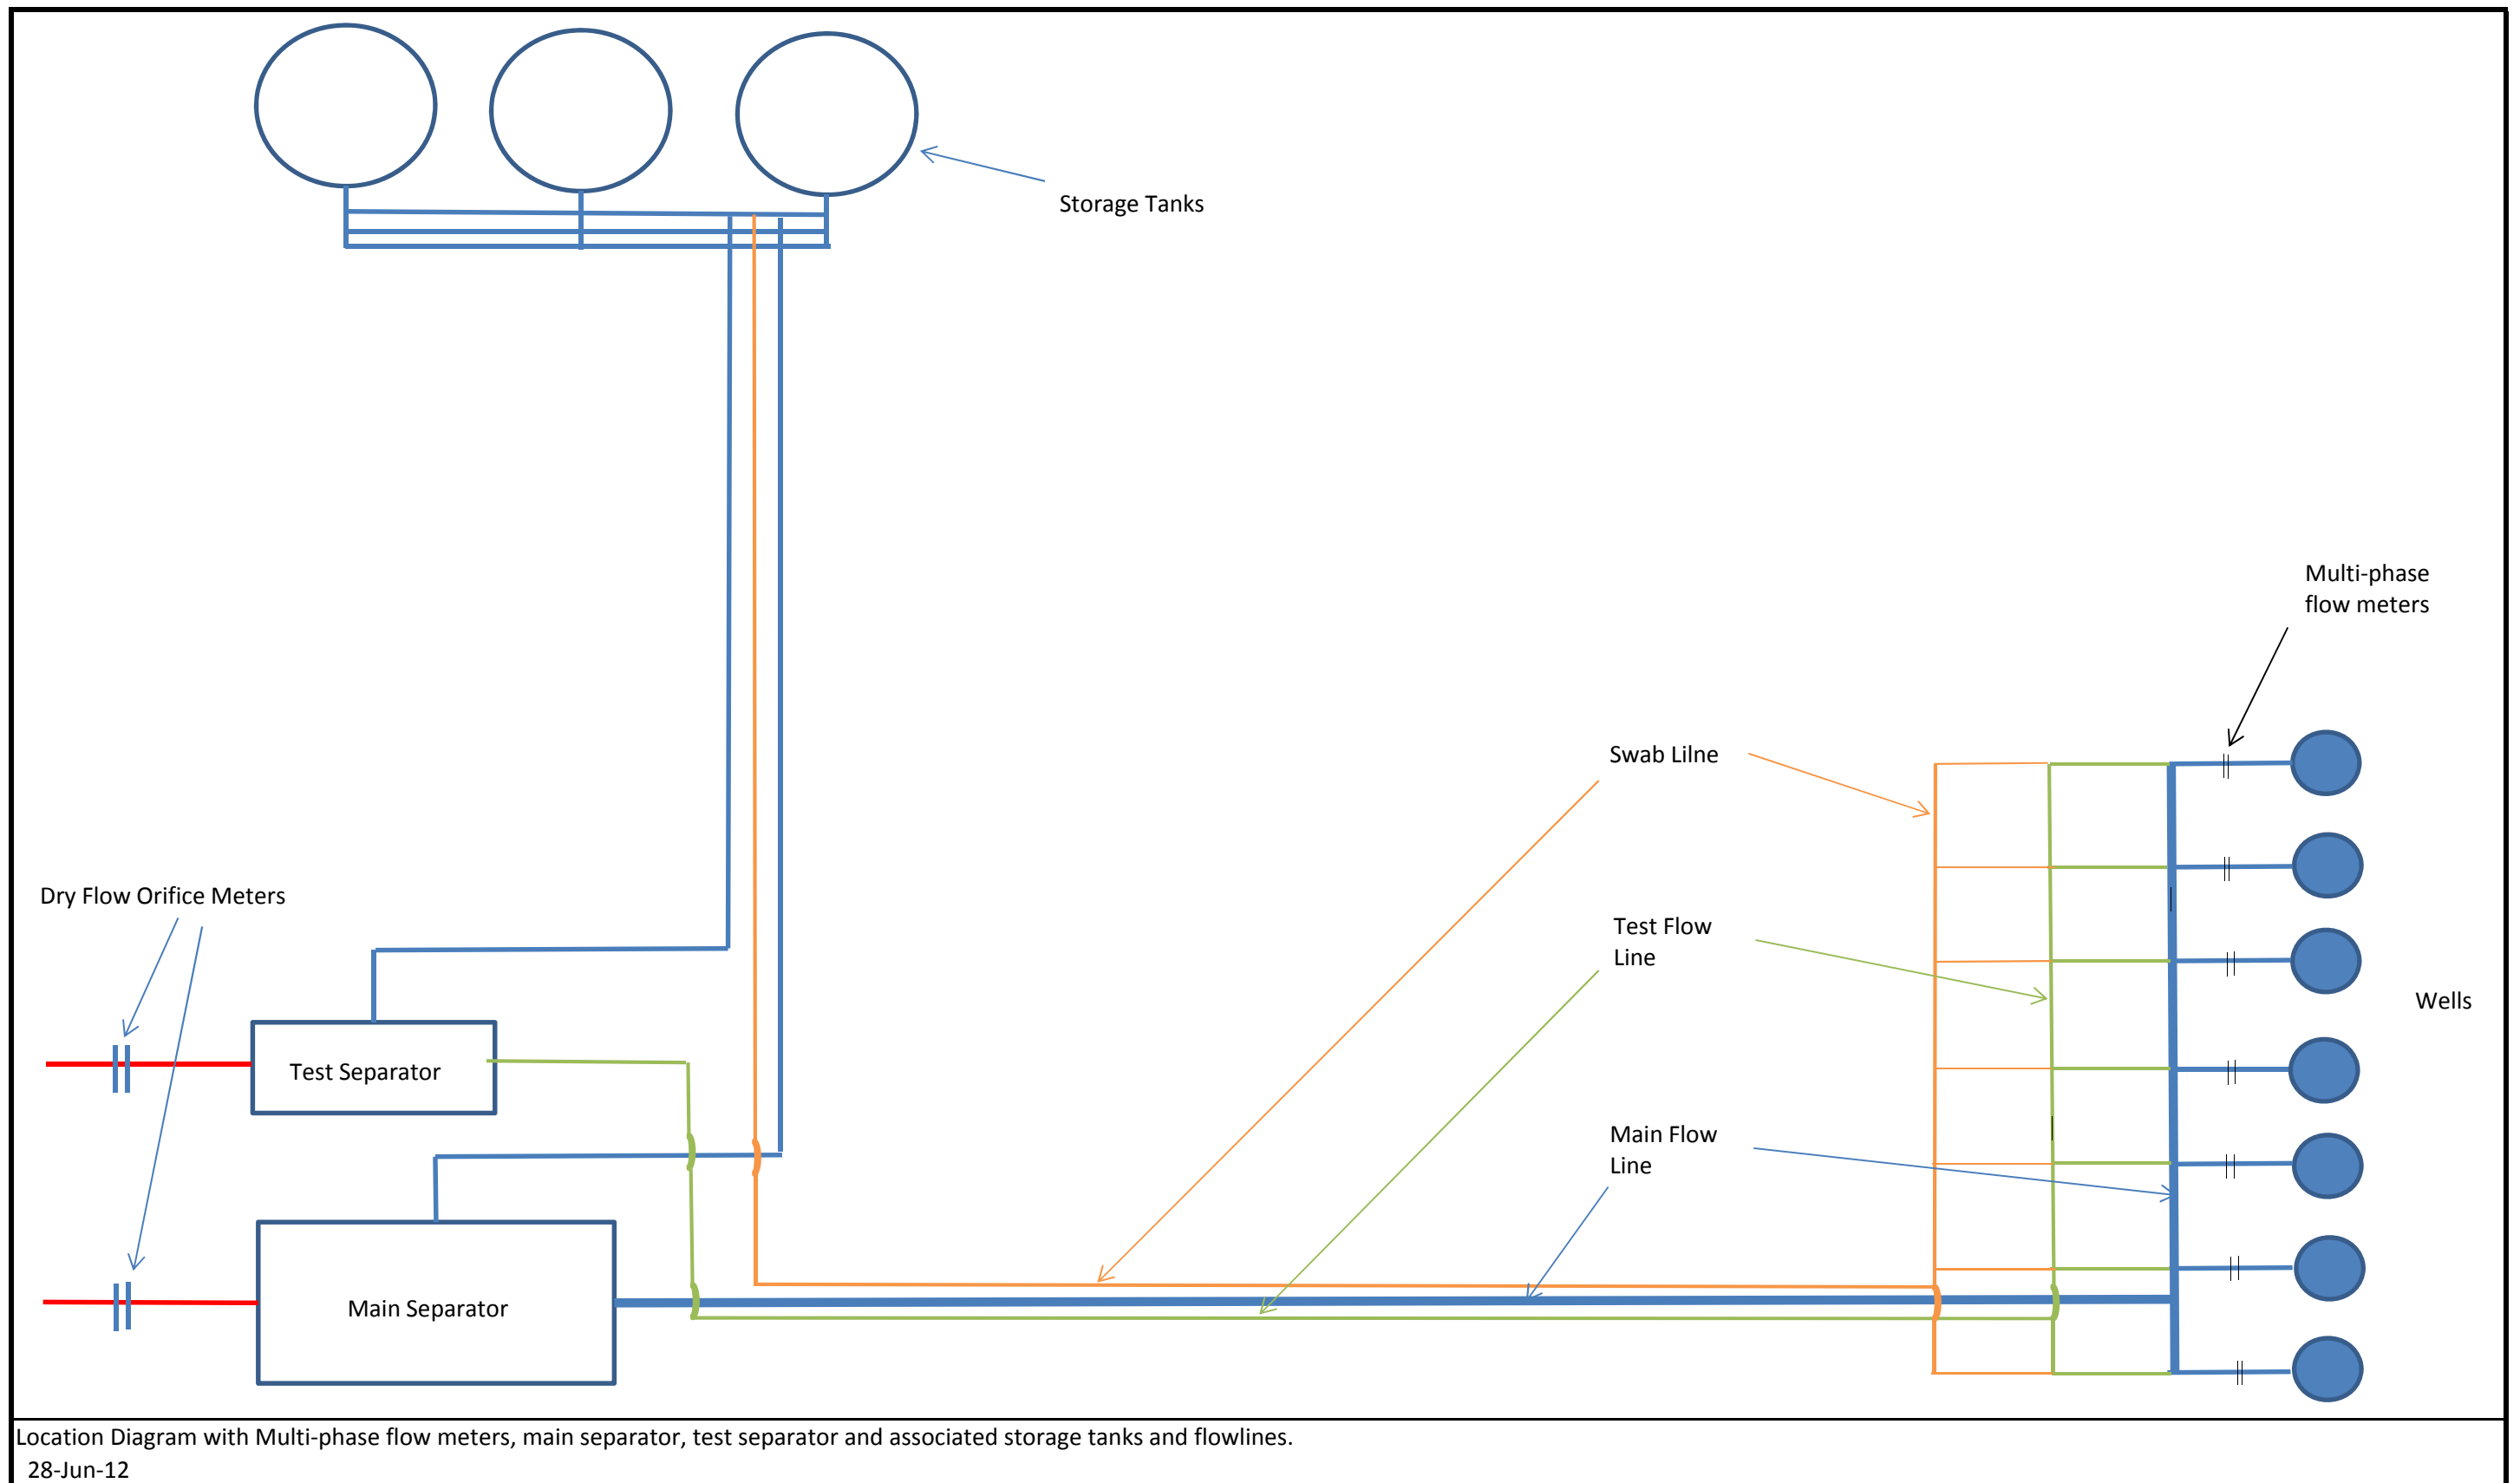 Storage Tanks
Multi-phase
flow meters
Swab Lilne
Dry Flow Orifice Meters
Test Flow
Line
Wells
Test Separator
Main Flow
Line
Main Separator
Location Diagram with Multi-phase flow meters, main separator, test separator and associated storage tanks and flowlines.
28-Jun-12